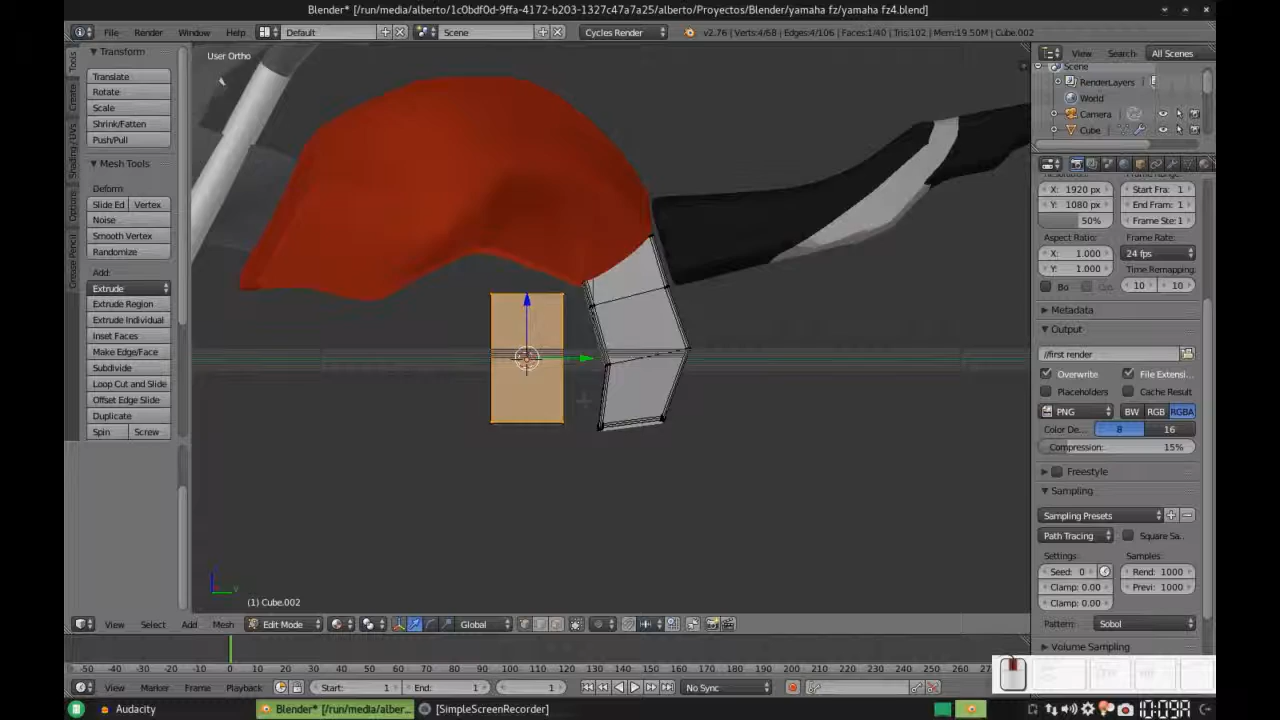 Blender* [/run/media/alberto/1c0bdf0d-9ffa-4172-b203-1327c47a7a25/alberto/Proyectos/Blender/yamaha fz/yamaha fz4.blend]
File Render Window Help Default Scene Cycles Render v2.76 | Verts:4/68 | Edges:4/106 | Faces:1/40 | Tris:102 | Mem:19.50M | Cube.002
Transform
Translate
Rotate
Scale
Shrink/Fatten
Push/Pull
Mesh Tools
Deform:
Slide Ed Vertex
Noise
Smooth Vertex
Randomize
Add:
Extrude
Extrude Region
Extrude Individual
Inset Faces
Make Edge/Face
Subdivide
Loop Cut and Slide
Offset Edge Slide
Duplicate
Spin Screw
Tools
Create
Shading/UVs
Options
Grease Pencil
User Ortho
(1) Cube.002
View Select Add Mesh Edit Mode Global
View Search All Scenes
Scene
RenderLayers
World
Camera
Cube
X: 1920 px Start Fra: 1
Y: 1080 px End Fram: 1
50% Frame Ste: 1
Aspect Ratio: Frame Rate:
X: 1.000 24 fps
Y: 1.000 Time Remapping:
Bo 10 10
Metadata
Output
//first render
Overwrite File Extensi...
Placeholders Cache Result
PNG BW RGB RGBA
Color De... 8 16
Compression: 15%
Freestyle
Sampling
Sampling Presets
Path Tracing Square Sa..
Settings: Samples:
Seed: 0 Rend: 1000
Clamp: 0.00 Previ: 1000
Clamp: 0.00
Pattern: Sobol
Volume Sampling
-50 -40 -30 -20 -10 0 10 20 30 40 50 60 70 80 90 100 110 120 130 140 150 160 170 180 190 200 210 220 230 240 250 260
View Marker Frame Playback Start: 1 End: 1 1 No Sync
Audacity Blender* [/run/media/alber... [SimpleScreenRecorder]